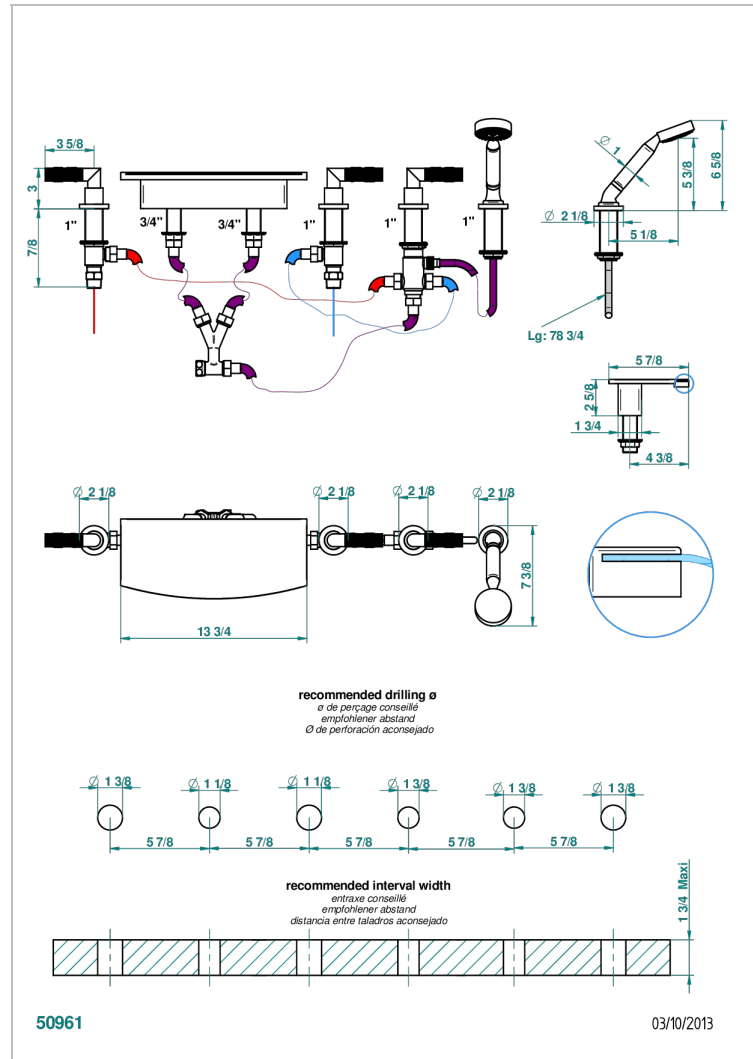 3 5/8
3
7/8
1"
3/4"
3/4"
1"
1"
1"
Ø 1
5 3/8
6 5/8
Ø 2 1/8
5 1/8
Lg: 78 3/4
5 7/8
2 5/8
1 3/4
4 3/8
Ø 2 1/8
Ø 2 1/8
Ø 2 1/8
Ø 2 1/8
7 3/8
13 3/4
recommended drilling ø
ø de perçage conseillé
empfohlener abstand
Ø de perforación aconsejado
Ø 1 3/8
Ø 1 1/8
Ø 1 1/8
Ø 1 3/8
Ø 1 3/8
Ø 1 3/8
5 7/8
5 7/8
5 7/8
5 7/8
5 7/8
recommended interval width
entraxe conseillé
empfohlener abstand
distancia entre taladros aconsejado
1 3/4 Maxi
50961
03/10/2013